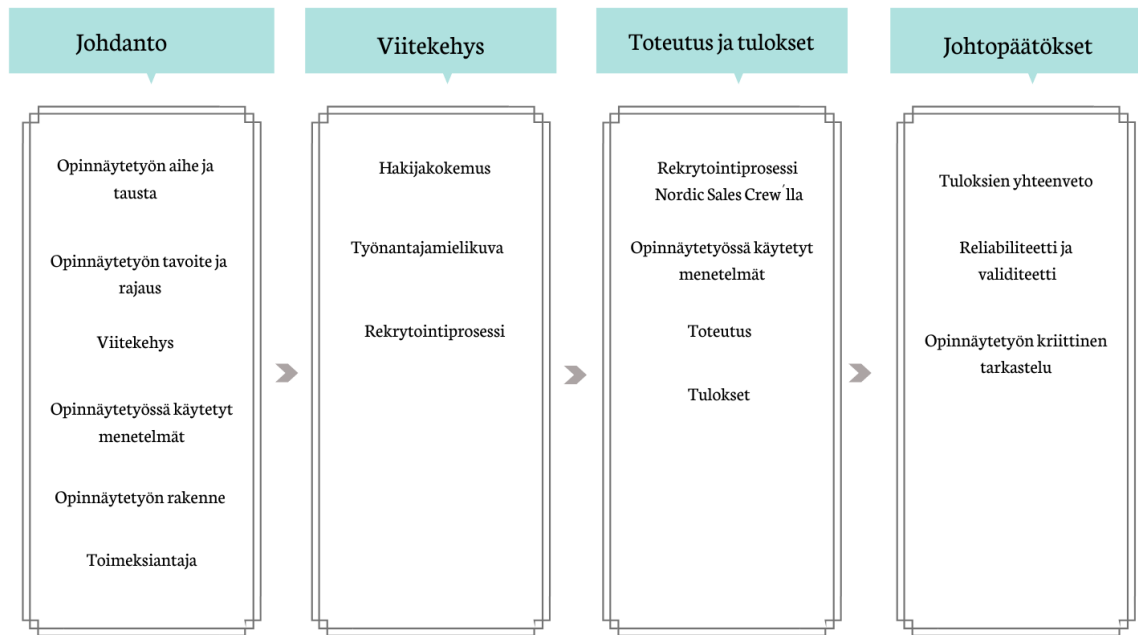 Johdanto
Opinnäytetyön aihe ja
tausta
Opinnäytetyön tavoite ja
rajaus
Viitekehys
Opinnäytetyössä käytetyt
menetelmät
Opinnäytetyön rakenne
Toimeksiantaja
Viitekehys
Hakijakokemus
Työnantajamielikuva
Rekrytointiprosessi
Toteutus ja tulokset
Rekrytointiprosessi
Nordic Sales Crew´lla
Opinnäytetyössä käytetyt
menetelmät
Toteutus
Tulokset
Johtopäätökset
Tuloksien yhteenveto
Reliabiliteetti ja
validiteetti
Opinnäytetyön kriittinen
tarkastelu